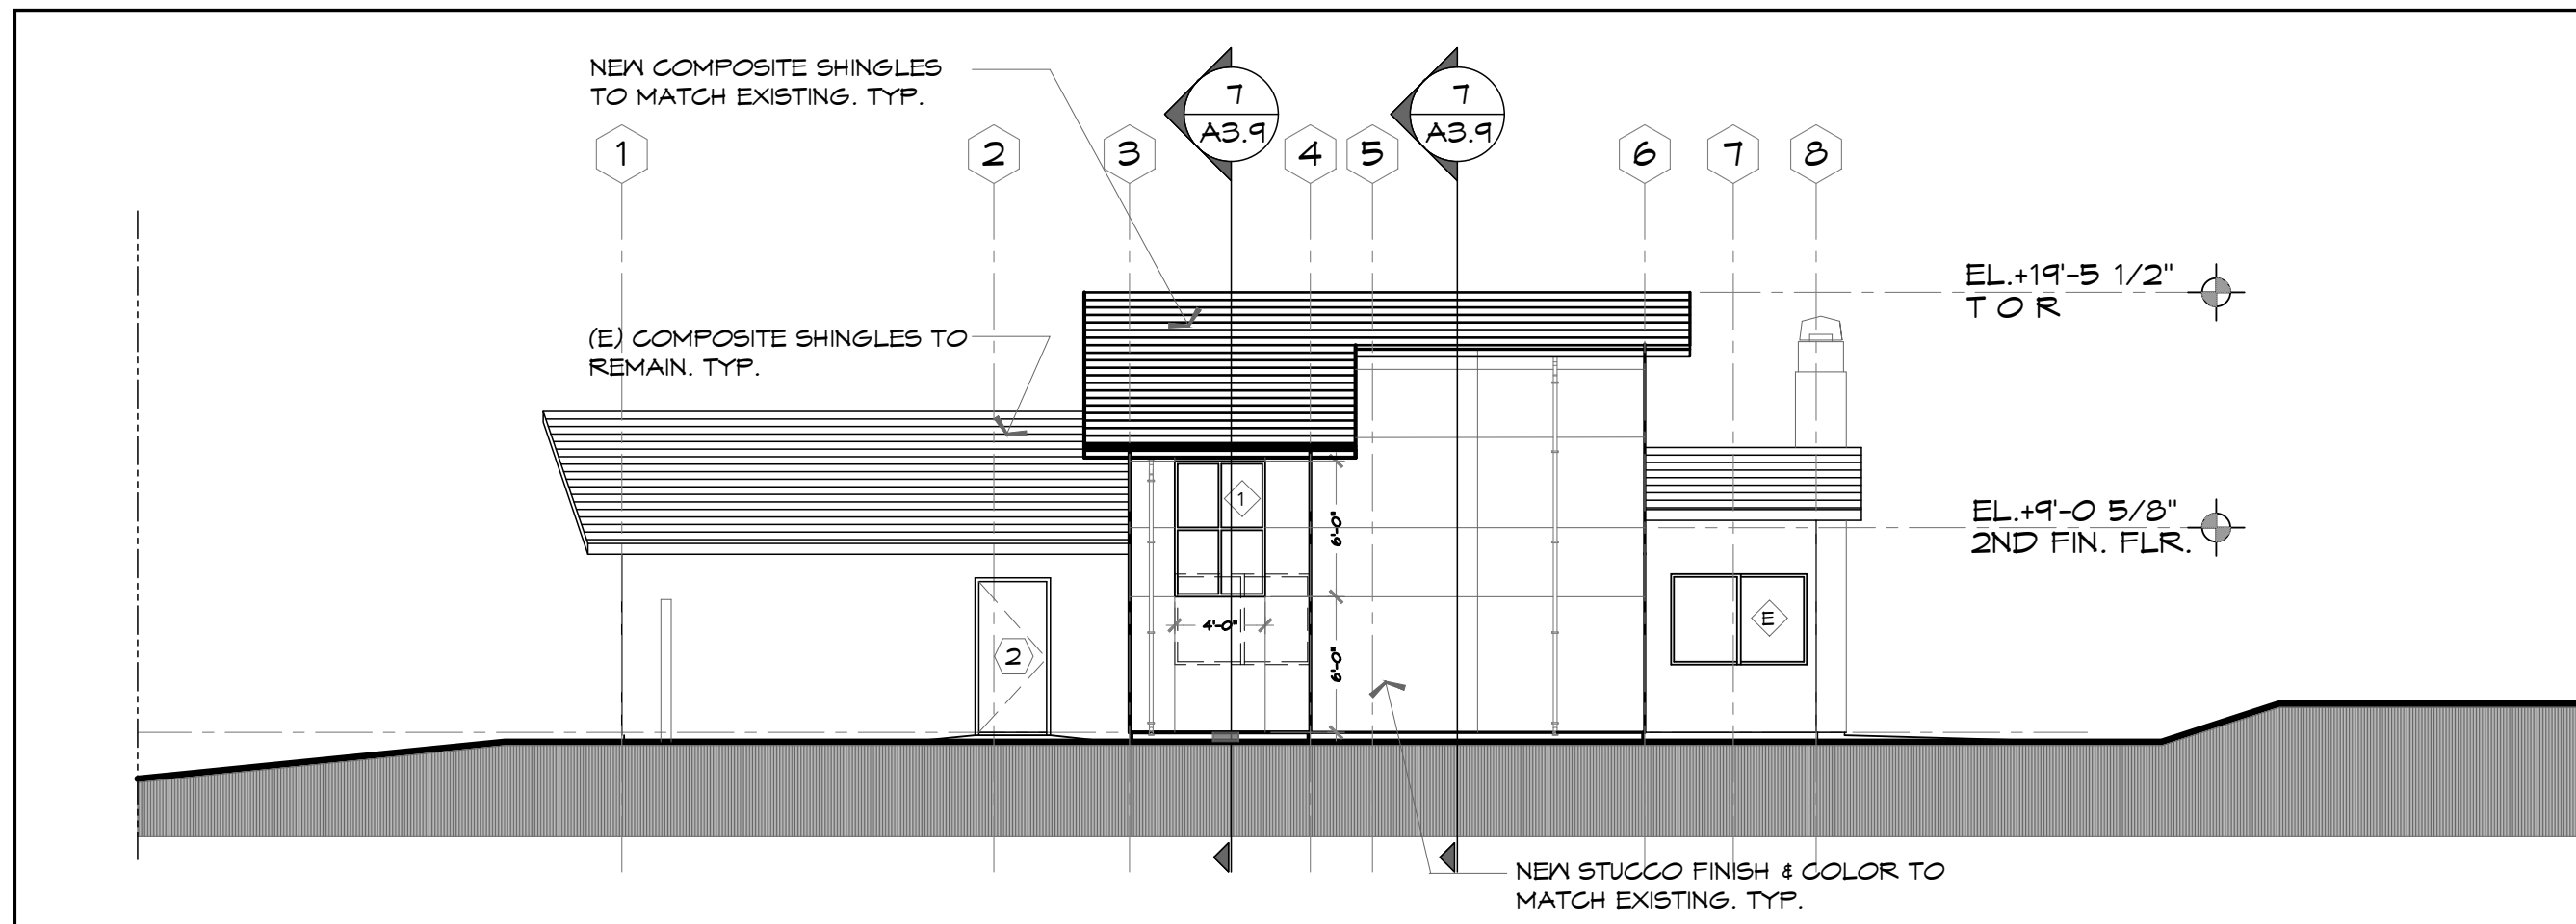 NEW COMPOSITE SHINGLES
TO MATCH EXISTING. TYP.
7
A3.9
7
A3.9
1
2
3
4
5
6
7
8
EL.+19'-5 1/2"
T O R
(E) COMPOSITE SHINGLES TO
REMAIN. TYP.
1
6'-0"
EL.+9'-0 5/8"
2ND FIN. FLR.
E
4'-0"
2
6'-0"
NEW STUCCO FINISH & COLOR TO
MATCH EXISTING. TYP.